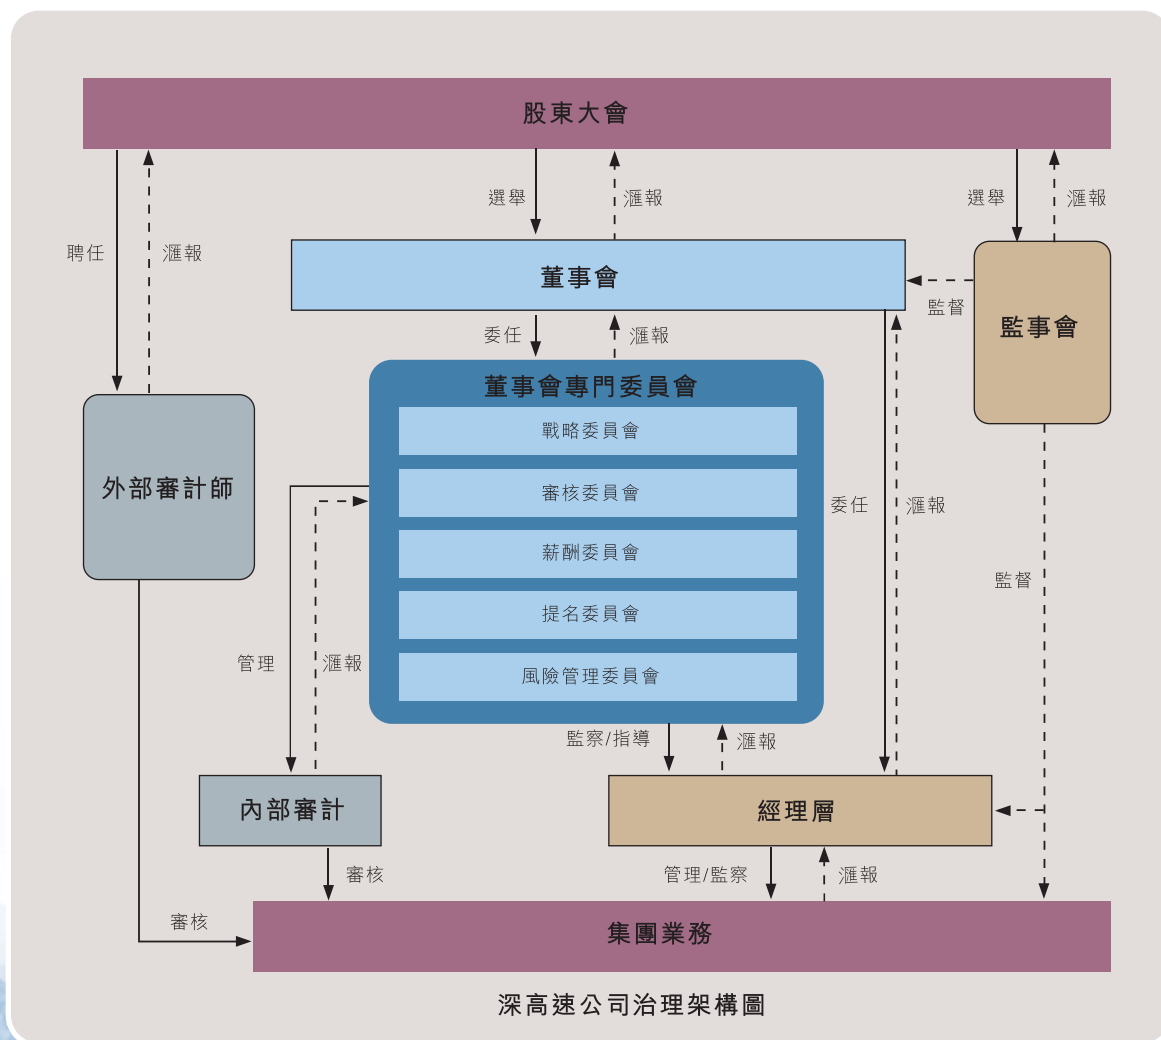 股東大會
選舉
滙報
選舉
滙報
聘任
滙報
董事會
監督
監事會
委任
滙報
董事會專門委員會
戰略委員會
外部審計師
審核委員會
委任
滙報
薪酬委員會
監督
提名委員會
管理
滙報
風險管理委員會
監察/指導
滙報
內部審計
經理層
審核
管理/監察
滙報
審核
集團業務
深高速公司治理架構圖